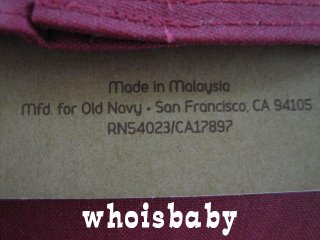 Made in Malaysia
Mfd. for Old Navy • San Francisco, CA 94105
RN54023/CA17897
whoisbaby